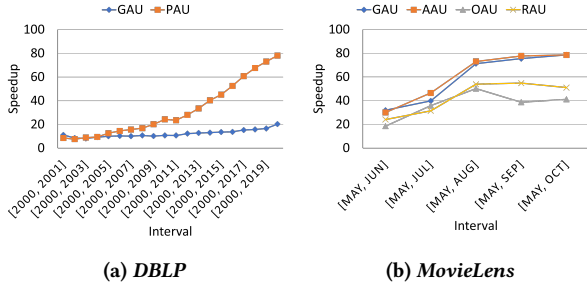 GAU PAU
Speedup
100
80
60
40
20
0
[2000, 2001]
[2000, 2003]
[2000, 2005]
[2000, 2007]
[2000, 2009]
[2000, 2011]
[2000, 2013]
[2000, 2015]
[2000, 2017]
[2000, 2019]
Interval
(a) DBLP
GAU AAU OAU RAU
Speedup
100
80
60
40
20
0
[MAY, JUN]
[MAY, JUL]
[MAY, AUG]
[MAY, SEP]
[MAY, OCT]
Interval
(b) MovieLens